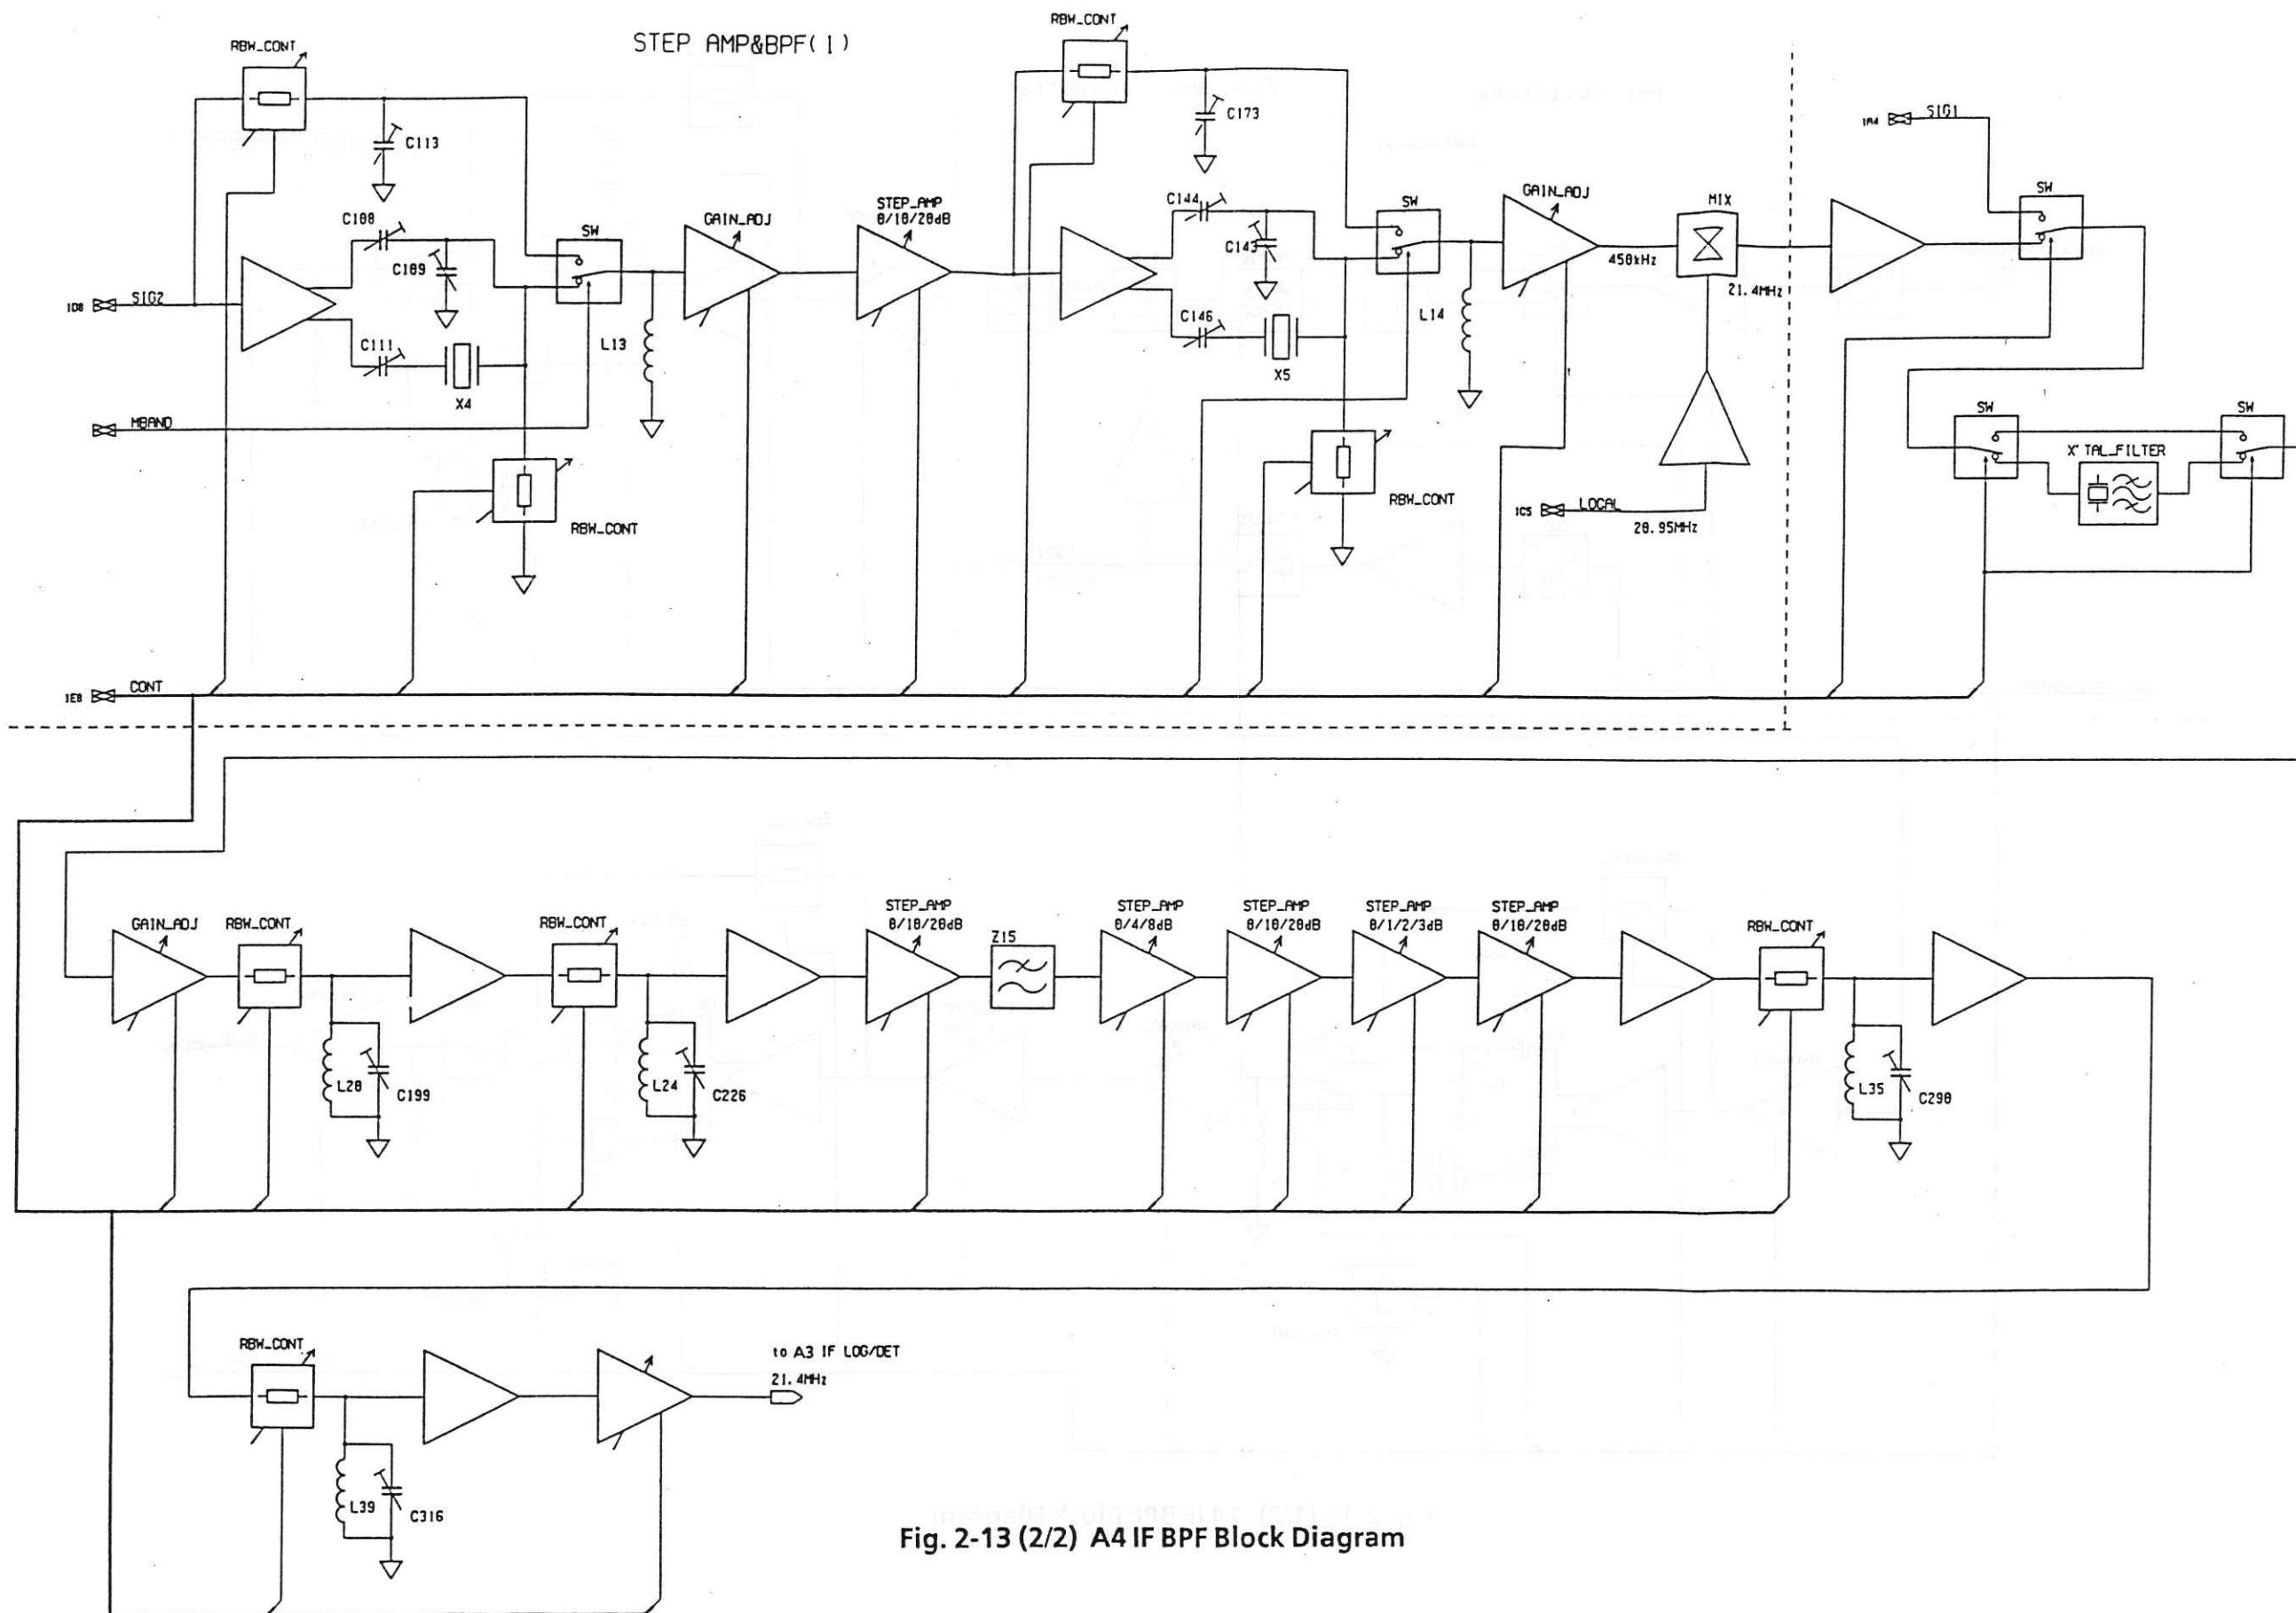 STEP AMP&BPF(1)
RBW_CONT
C113
C108
C109
C111
X4
1D8
SIG2
MBAND
SW
L13
GAIN_ADJ
STEP_AMP
0/10/20dB
RBW_CONT
RBW_CONT
C173
C144
C143
C146
X5
SW
L14
GAIN_ADJ
450kHz
MIX
21.4MHz
RBW_CONT
1C5
LOCAL
20.95MHz
1A4
SIG1
SW
SW
X'TAL_FILTER
SW
1E8
CONT
GAIN_ADJ
RBW_CONT
L20
C199
RBW_CONT
L24
C226
STEP_AMP
0/10/20dB
Z15
STEP_AMP
0/4/8dB
STEP_AMP
0/10/20dB
STEP_AMP
0/1/2/3dB
STEP_AMP
0/10/20dB
RBW_CONT
L35
C290
RBW_CONT
L39
C316
to A3 IF LOG/DET
21.4MHz
Fig. 2-13 (2/2) A4 IF BPF Block Diagram